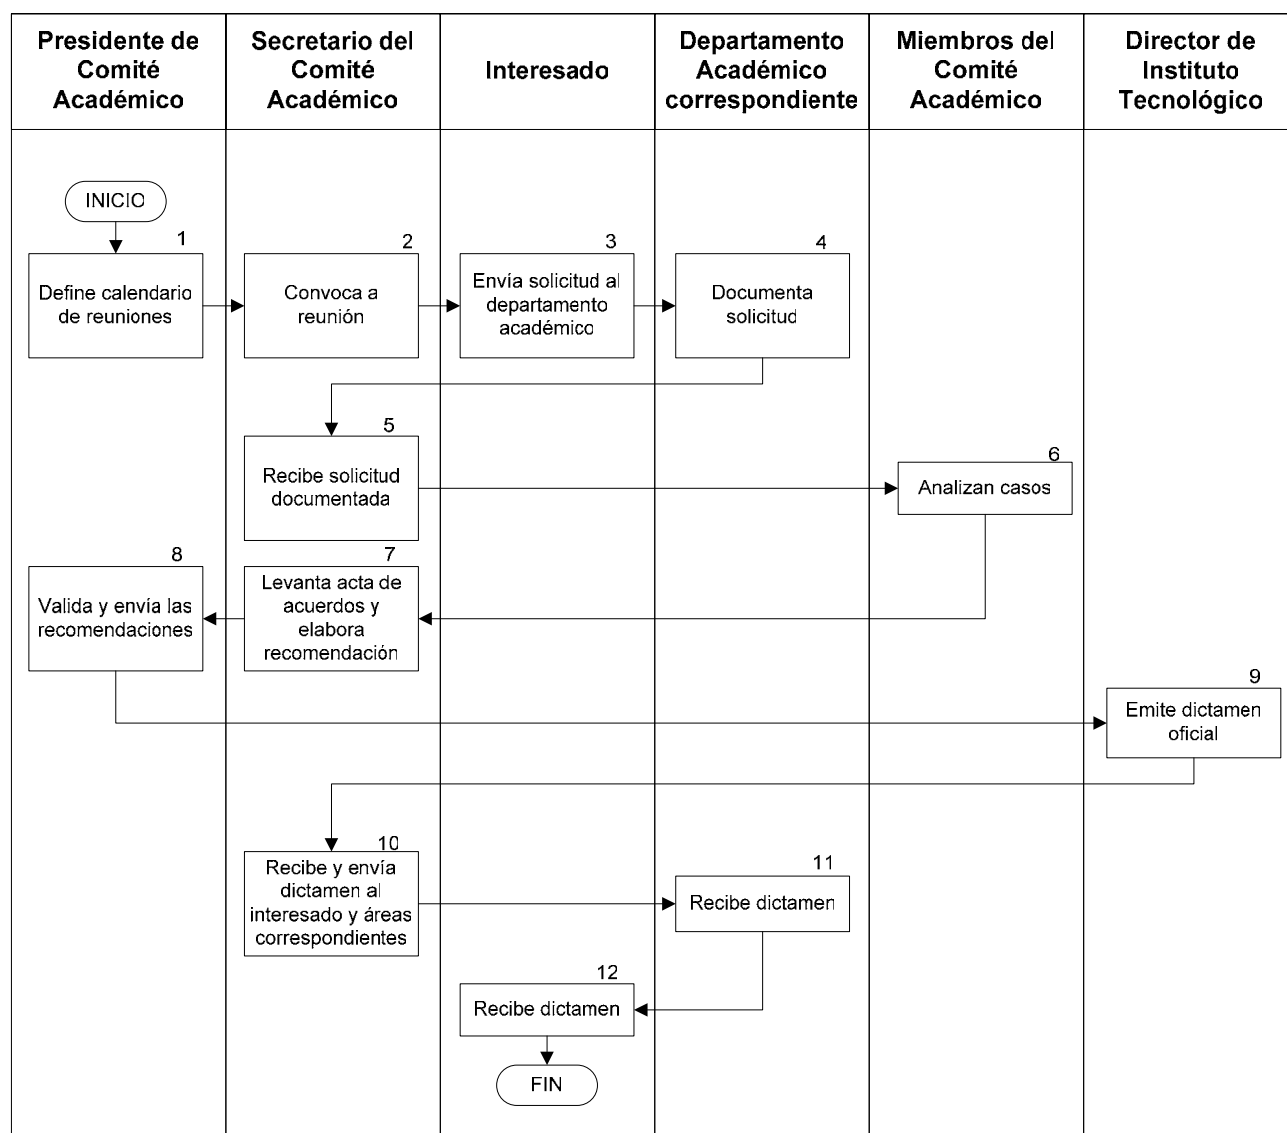 Presidente de
Comité
Académico
Secretario del
Comité
Académico
Interesado
Departamento
Académico
correspondiente
Miembros del
Comité
Académico
Director de
Instituto
Tecnológico
INICIO
1
Define calendario
de reuniones
2
Convoca a
reunión
3
Envía solicitud al
departamento
académico
4
Documenta
solicitud
5
Recibe solicitud
documentada
6
Analizan casos
7
Levanta acta de
acuerdos y
elabora
recomendación
8
Valida y envía las
recomendaciones
9
Emite dictamen
oficial
10
Recibe y envía
dictamen al
interesado y áreas
correspondientes
11
Recibe dictamen
12
Recibe dictamen
FIN